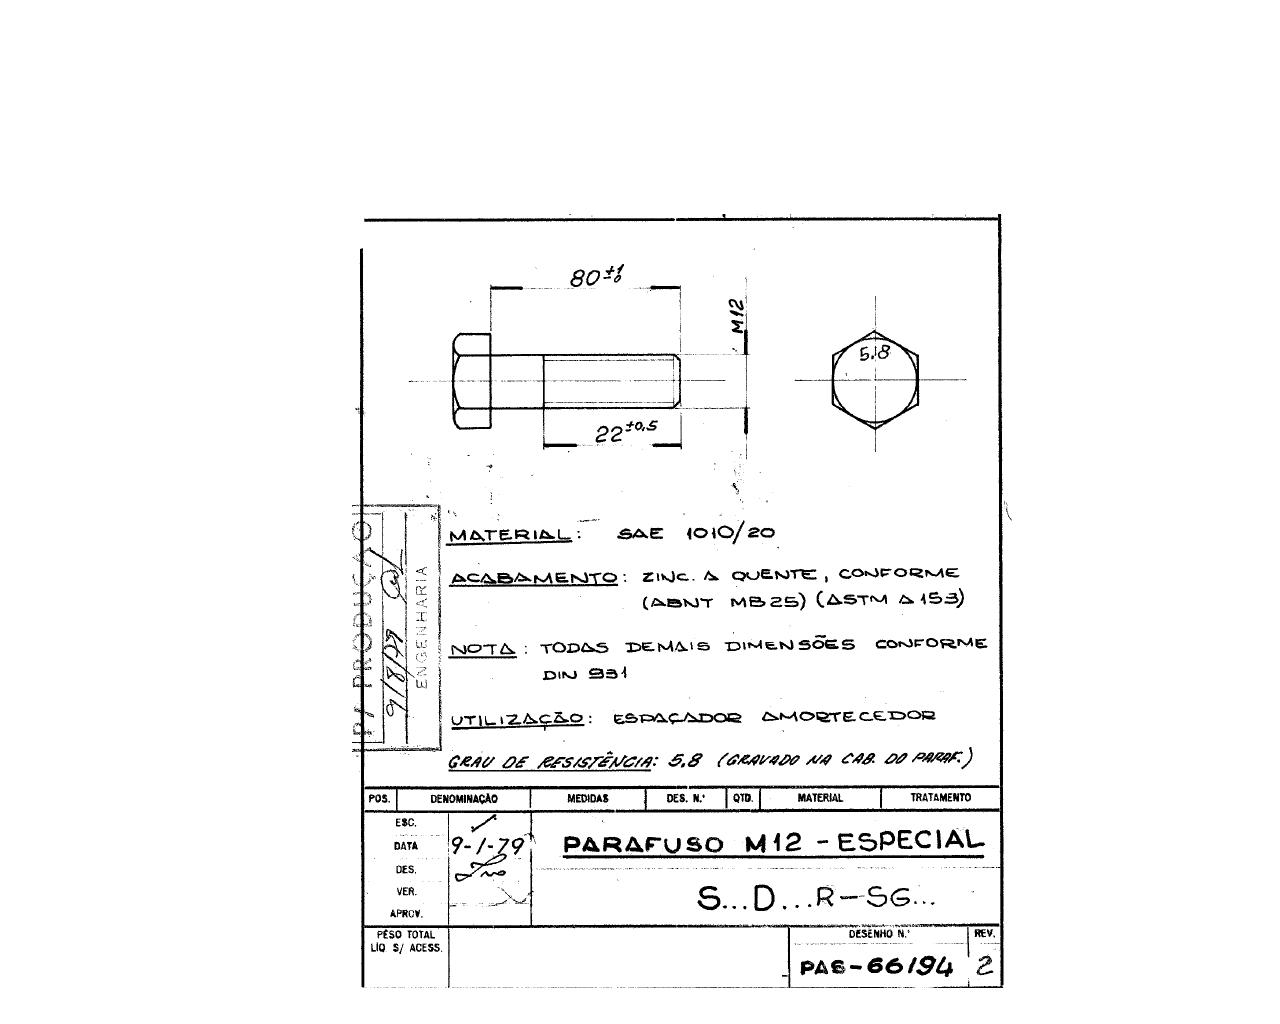 80 +1 -0
M12
5.8
22 ±0,5
MATERIAL: SAE 1010/20
ACABAMENTO: ZINC. A QUENTE, CONFORME
(ABNT MB25) (ASTM A 153)
NOTA: TODAS DEMAIS DIMENSÕES CONFORME
DIN 931
UTILIZAÇÃO: ESPAÇADOR AMORTECEDOR
GRAU DE RESISTÊNCIA: 5.8 (GRAVADO NA CAB. DO PARAF.)
P/ PRODUÇÃO
9/8/79
ENGENHARIA
POS. DENOMINAÇÃO MEDIDAS DES. N.º QTD. MATERIAL TRATAMENTO
ESC.
DATA 9-1-79
DES.
VER.
APROV.
PARAFUSO M12 - ESPECIAL
S...D...R-SG...
PÊSO TOTAL
LIQ S/ ACESS.
DESENHO N.º REV.
PAS-66194 2